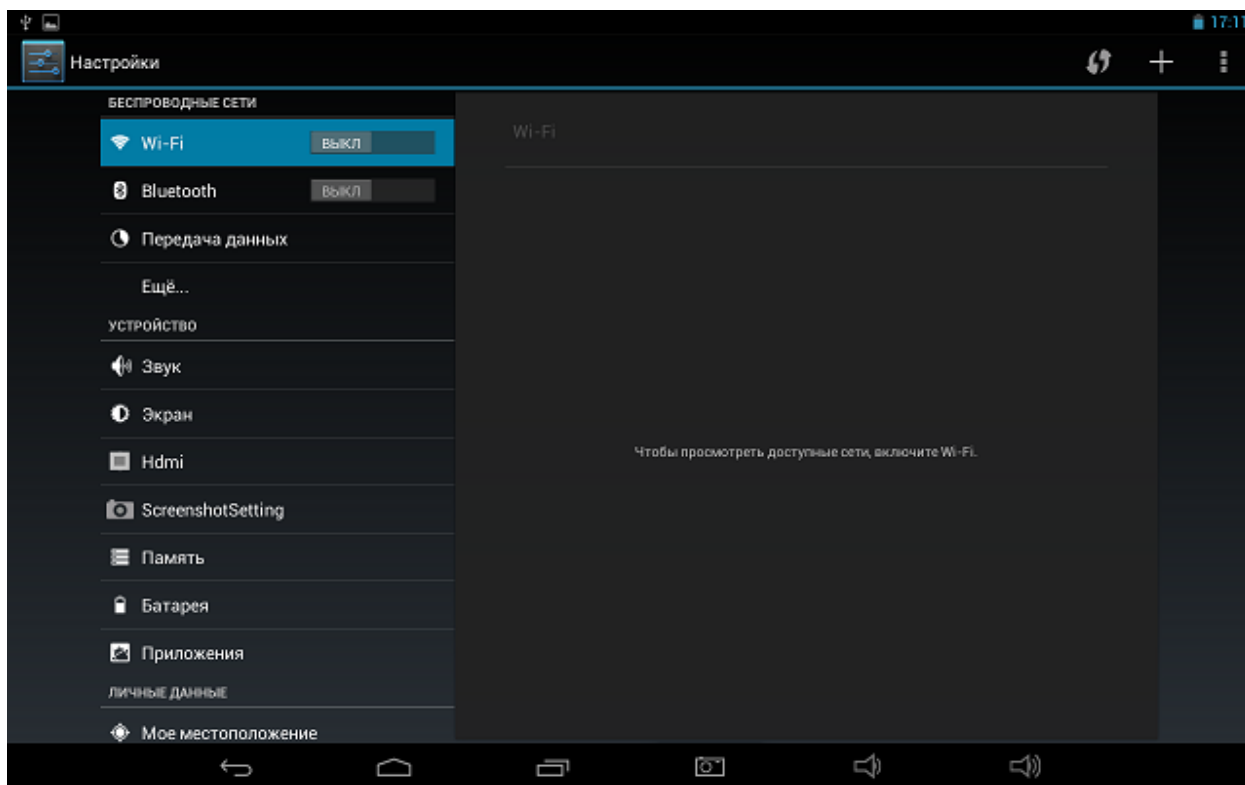 17:11
Настройки
БЕСПРОВОДНЫЕ СЕТИ
Wi-Fi ВЫКЛ
Bluetooth ВЫКЛ
Передача данных
Ещё...
УСТРОЙСТВО
Звук
Экран
Hdmi
ScreenshotSetting
Память
Батарея
Приложения
ЛИЧНЫЕ ДАННЫЕ
Мое местоположение
Wi-Fi
Чтобы просмотреть доступные сети, включите Wi-Fi.